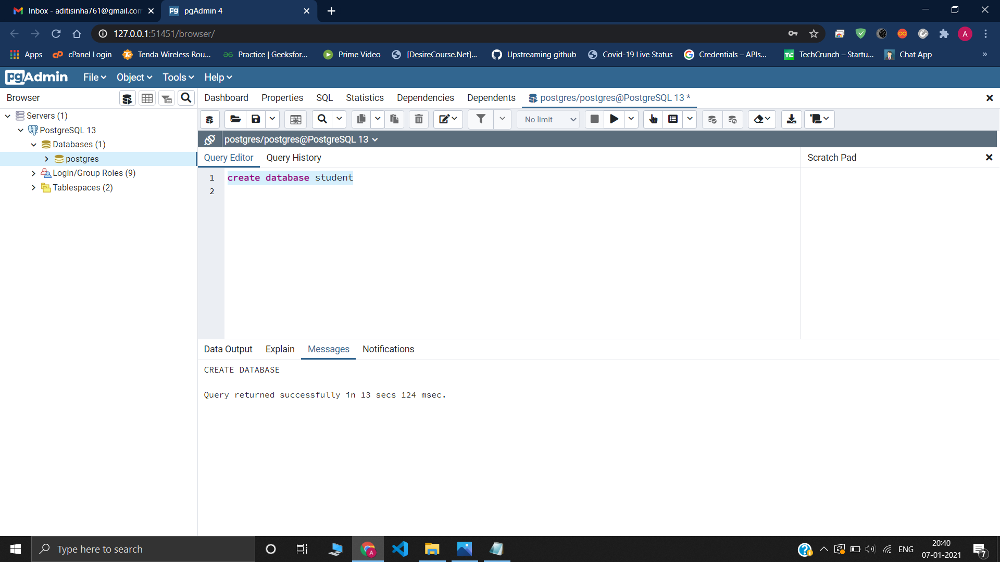 Inbox - aditisinha761@gmail.com
pgAdmin 4
127.0.0.1:51451/browser/
A
Apps
cPanel Login
Tenda Wireless Rou...
Practice | Geeksfor...
Prime Video
[DesireCourse.Net]...
Upstreaming github
Covid-19 Live Status
Credentials – APIs...
TechCrunch – Startu...
Chat App
»
pgAdmin
File
Object
Tools
Help
Browser
Dashboard
Properties
SQL
Statistics
Dependencies
Dependents
postgres/postgres@PostgreSQL 13 *
Servers (1)
PostgreSQL 13
Databases (1)
postgres
Login/Group Roles (9)
Tablespaces (2)
No limit
postgres/postgres@PostgreSQL 13
Query Editor
Query History
Scratch Pad
1 create database student
2
Data Output
Explain
Messages
Notifications
CREATE DATABASE
Query returned successfully in 13 secs 124 msec.
Type here to search
ENG
20:40
07-01-2021
7